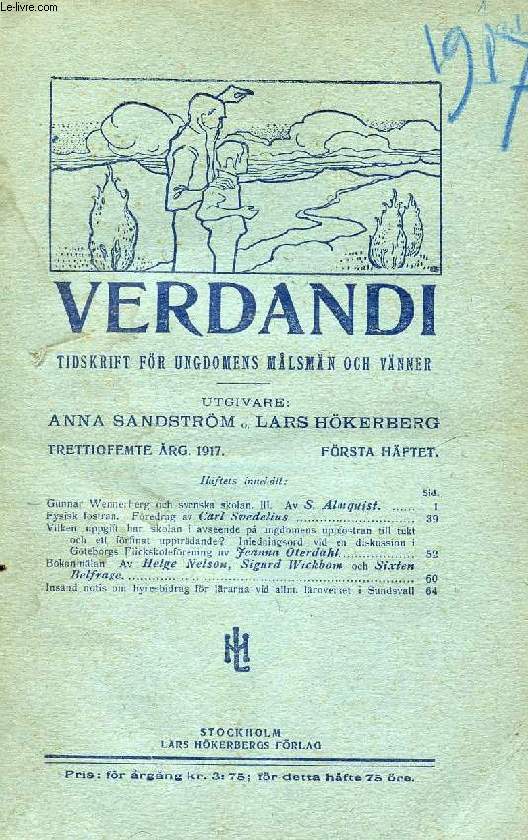 Le-livre.com
1917
VERDANDI
TIDSKRIFT FÖR UNGDOMENS MÅLSMÄN OCH VÄNNER
UTGIVARE:
ANNA SANDSTRÖM o. LARS HÖKERBERG
TRETTIOFEMTE ÅRG. 1917. FÖRSTA HÄFTET.
Häftets innehåll:
Sid.
Gunnar Wennerberg och svenska skolan. III. Av S. Almquist. ...... 1
Fysisk fostran. Föredrag av Carl Svedelius ........ 39
Vilken uppgift har skolan i avseende på ungdomens uppfostran till tukt
och ett förfinat uppträdande? Inledningsord vid en diskussion i
Göteborgs Flickskoleförening av Jeanna Oterdahl. ........ 52
Bokanmälan. Av Helge Nelson, Sigurd Wickbom och Sixten
Belfrage. ........ 60
Insänd notis om hyresbidrag för lärarna vid allm. läroverket i Sundsvall 64
LH
STOCKHOLM
LARS HÖKERBERGS FÖRLAG
Pris: för årgång kr. 3:75; för detta häfte 75 öre.